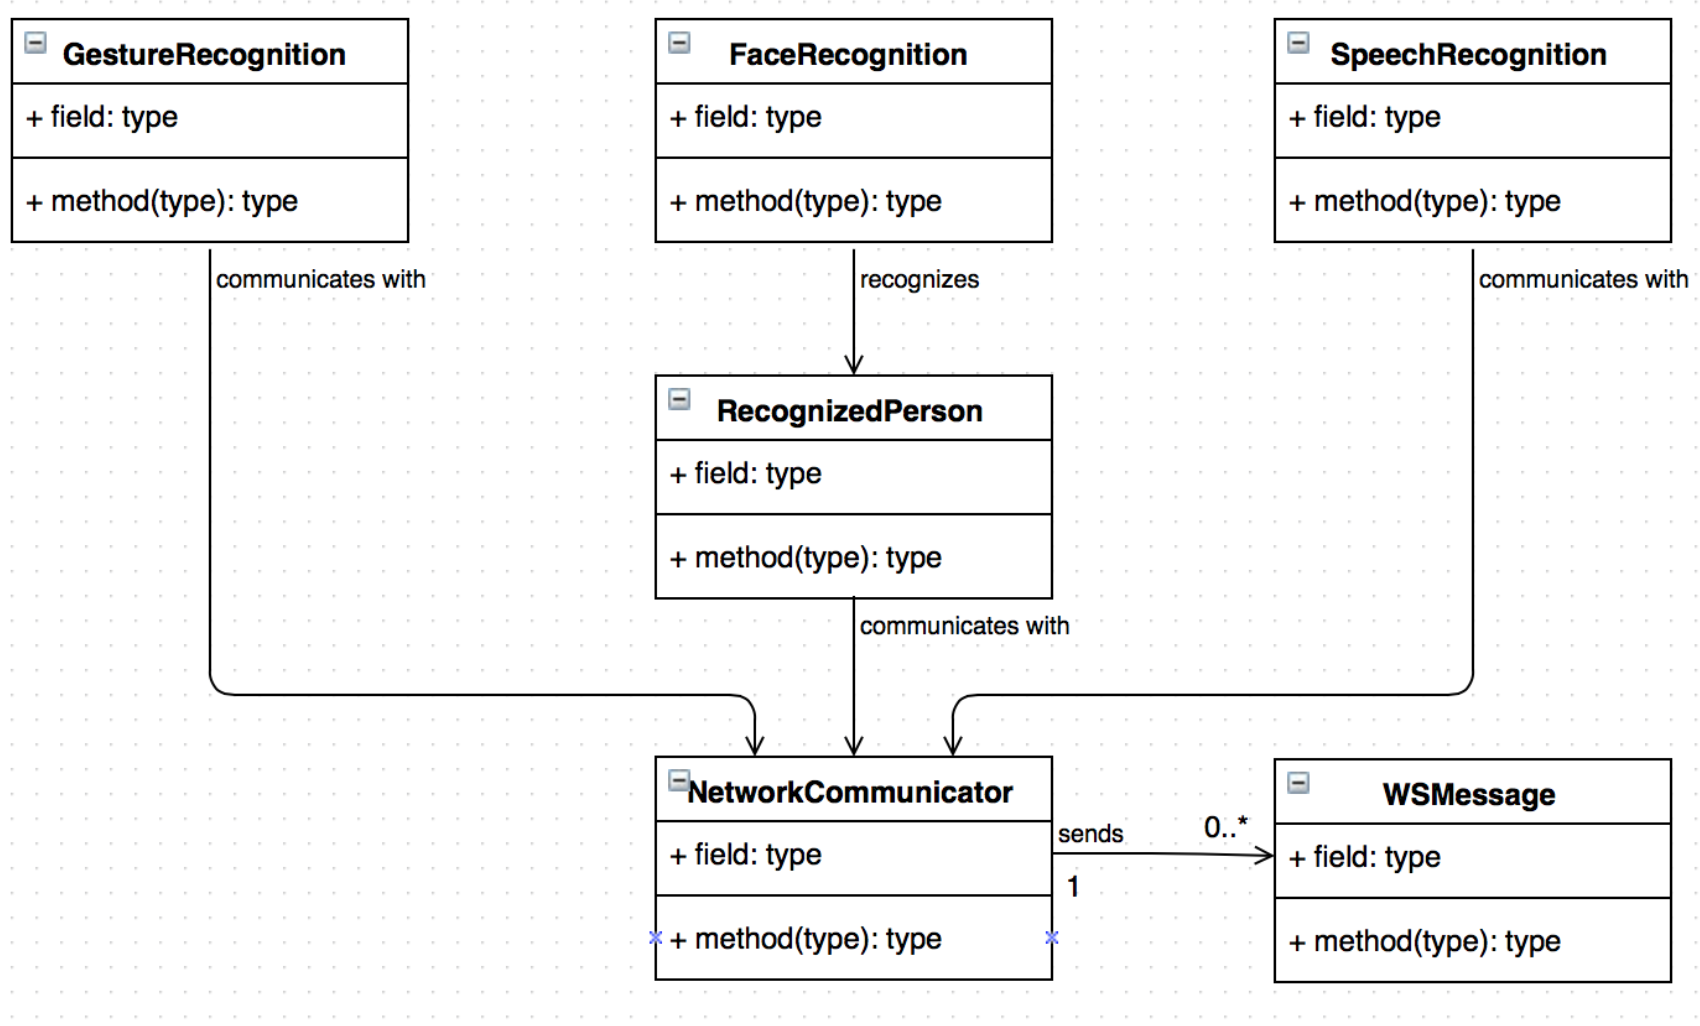 GestureRecognition
+ field: type
+ method(type): type
FaceRecognition
+ field: type
+ method(type): type
SpeechRecognition
+ field: type
+ method(type): type
communicates with
recognizes
communicates with
RecognizedPerson
+ field: type
+ method(type): type
communicates with
NetworkCommunicator
+ field: type
+ method(type): type
sends
0..*
1
WSMessage
+ field: type
+ method(type): type